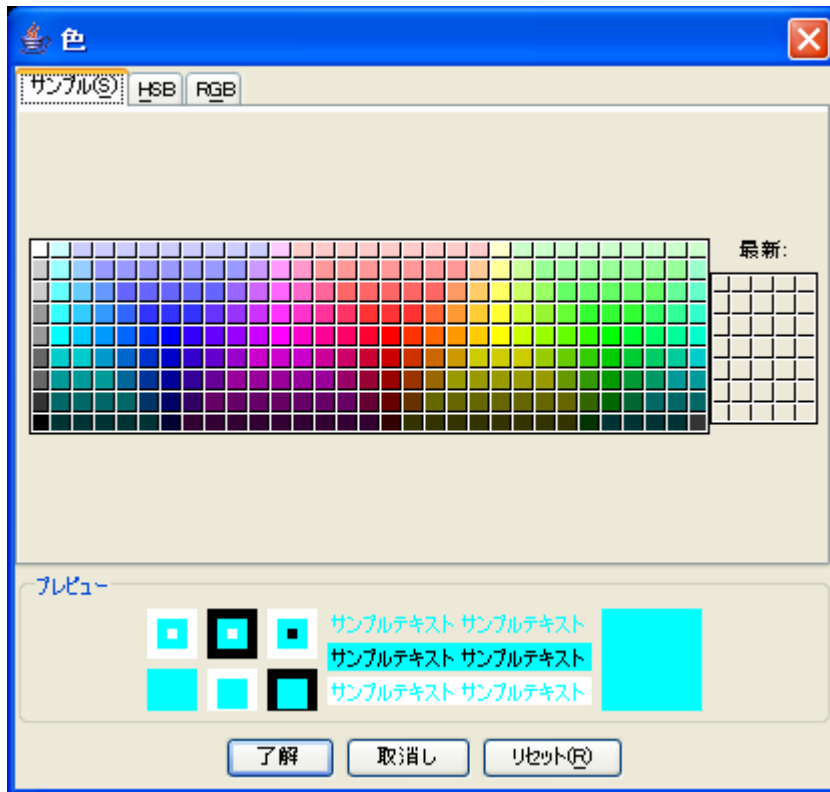 色
サンプル(S) HSB RGB
最新:
プレビュー
サンプルテキスト サンプルテキスト
サンプルテキスト サンプルテキスト
サンプルテキスト サンプルテキスト
了解 取消し リセット(R)